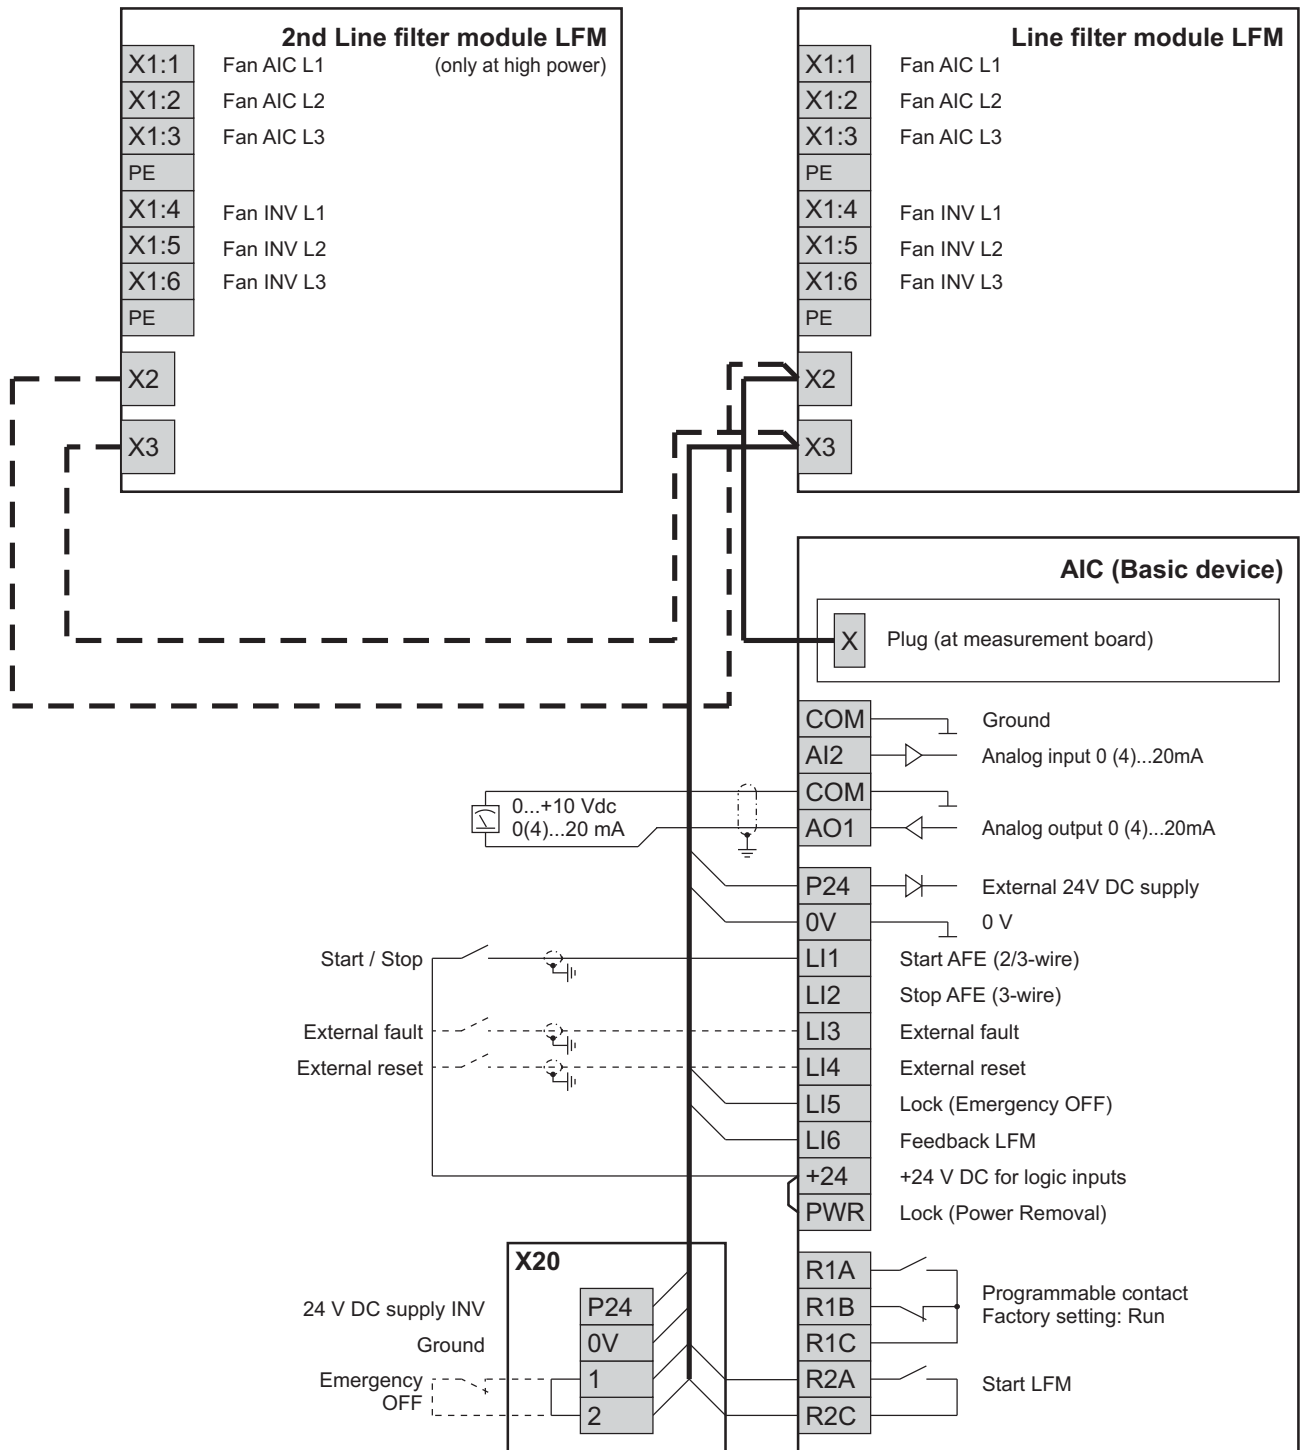 2nd Line filter module LFM
(only at high power)
X1:1 Fan AIC L1
X1:2 Fan AIC L2
X1:3 Fan AIC L3
PE
X1:4 Fan INV L1
X1:5 Fan INV L2
X1:6 Fan INV L3
PE
X2
X3
Line filter module LFM
X1:1 Fan AIC L1
X1:2 Fan AIC L2
X1:3 Fan AIC L3
PE
X1:4 Fan INV L1
X1:5 Fan INV L2
X1:6 Fan INV L3
PE
X2
X3
AIC (Basic device)
X Plug (at measurement board)
COM Ground
AI2 Analog input 0 (4)...20mA
0...+10 Vdc
0(4)...20 mA
COM
AO1 Analog output 0 (4)...20mA
P24 External 24V DC supply
0V 0 V
Start / Stop LI1 Start AFE (2/3-wire)
LI2 Stop AFE (3-wire)
External fault LI3 External fault
External reset LI4 External reset
LI5 Lock (Emergency OFF)
LI6 Feedback LFM
+24 +24 V DC for logic inputs
PWR Lock (Power Removal)
X20
24 V DC supply INV P24
Ground 0V
Emergency
OFF
1
2
R1A
R1B
R1C
Programmable contact
Factory setting: Run
R2A
R2C
Start LFM